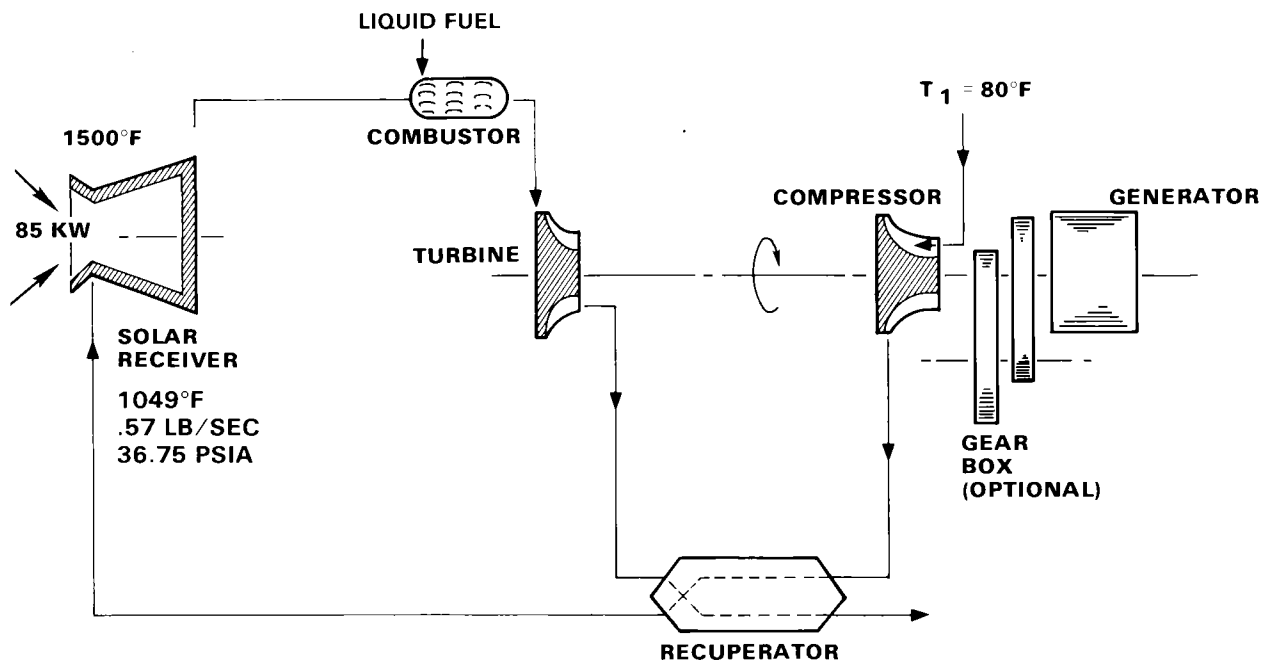 LIQUID FUEL
COMBUSTOR
T 1 = 80°F
1500°F
COMPRESSOR
GENERATOR
85 KW
TURBINE
SOLAR
RECEIVER
1049°F
.57 LB/SEC
36.75 PSIA
GEAR
BOX
(OPTIONAL)
RECUPERATOR